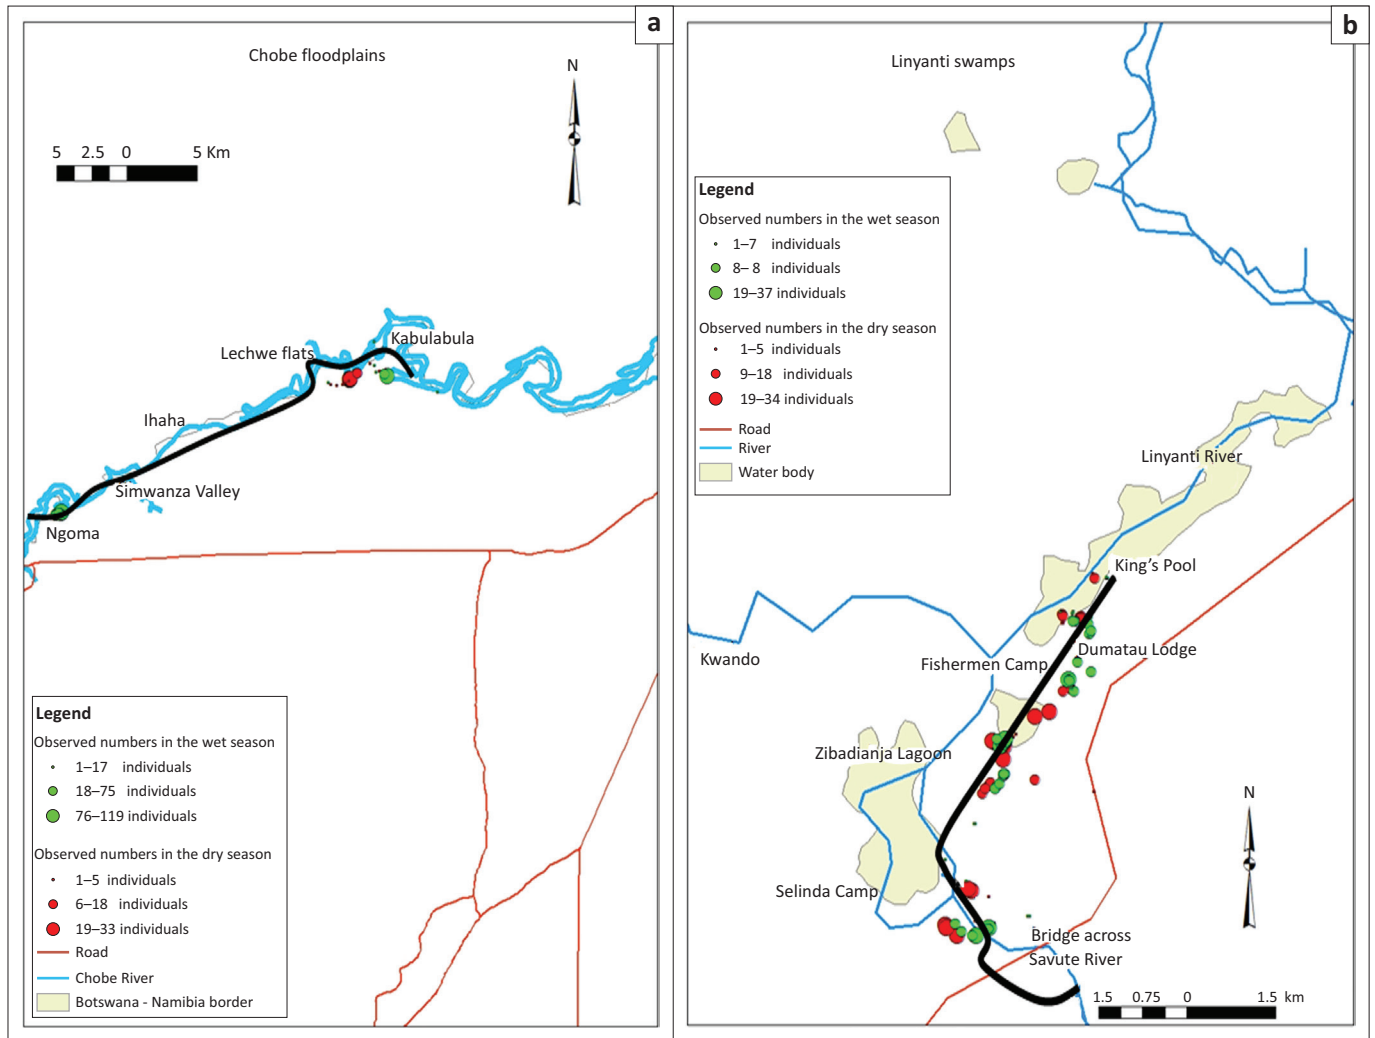 a
Chobe floodplains
N
5 2.5 0 5 Km
Kabulabula
Lechwe flats
Ihaha
Simwanza Valley
Ngoma
Legend
Observed numbers in the wet season
1–17 individuals
18–75 individuals
76–119 individuals
Observed numbers in the dry season
1–5 individuals
6–18 individuals
19–33 individuals
Road
Chobe River
Botswana - Namibia border
b
Linyanti swamps
Legend
Observed numbers in the wet season
1–7 individuals
8– 8 individuals
19–37 individuals
Observed numbers in the dry season
1–5 individuals
9–18 individuals
19–34 individuals
Road
River
Water body
Linyanti River
King's Pool
Dumatau Lodge
Fishermen Camp
Kwando
Zibadianja Lagoon
N
Selinda Camp
Bridge across
Savute River
1.5 0.75 0 1.5 km